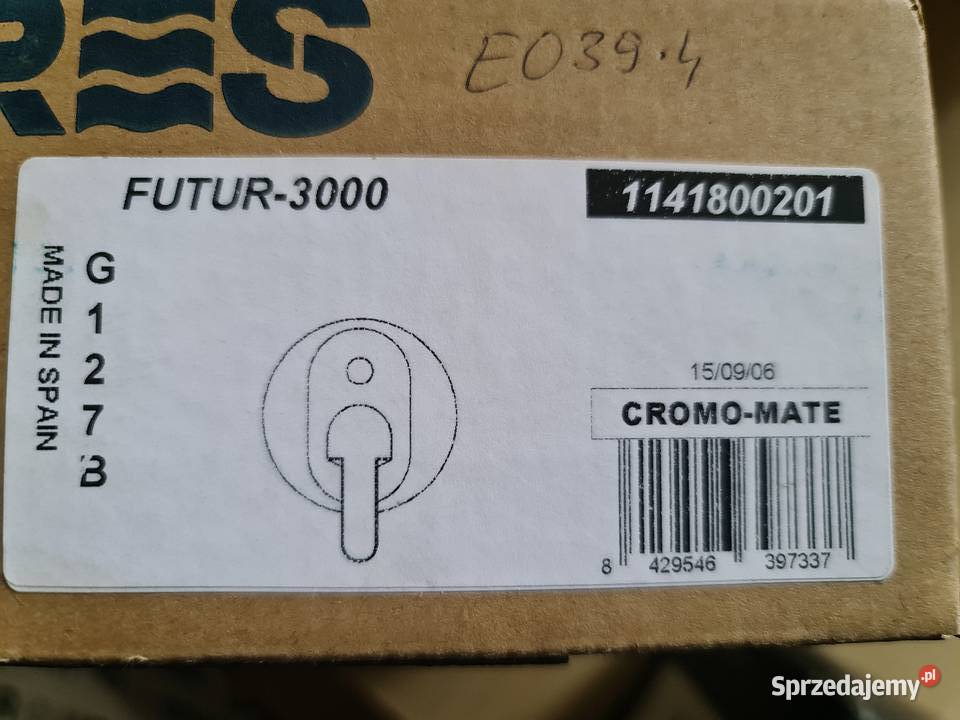 RES
E039.4
FUTUR-3000
1141800201
MADE IN SPAIN
G
1
2
7
B
15/09/06
CROMO-MATE
8 429546 397337
Sprzedajemy.pl